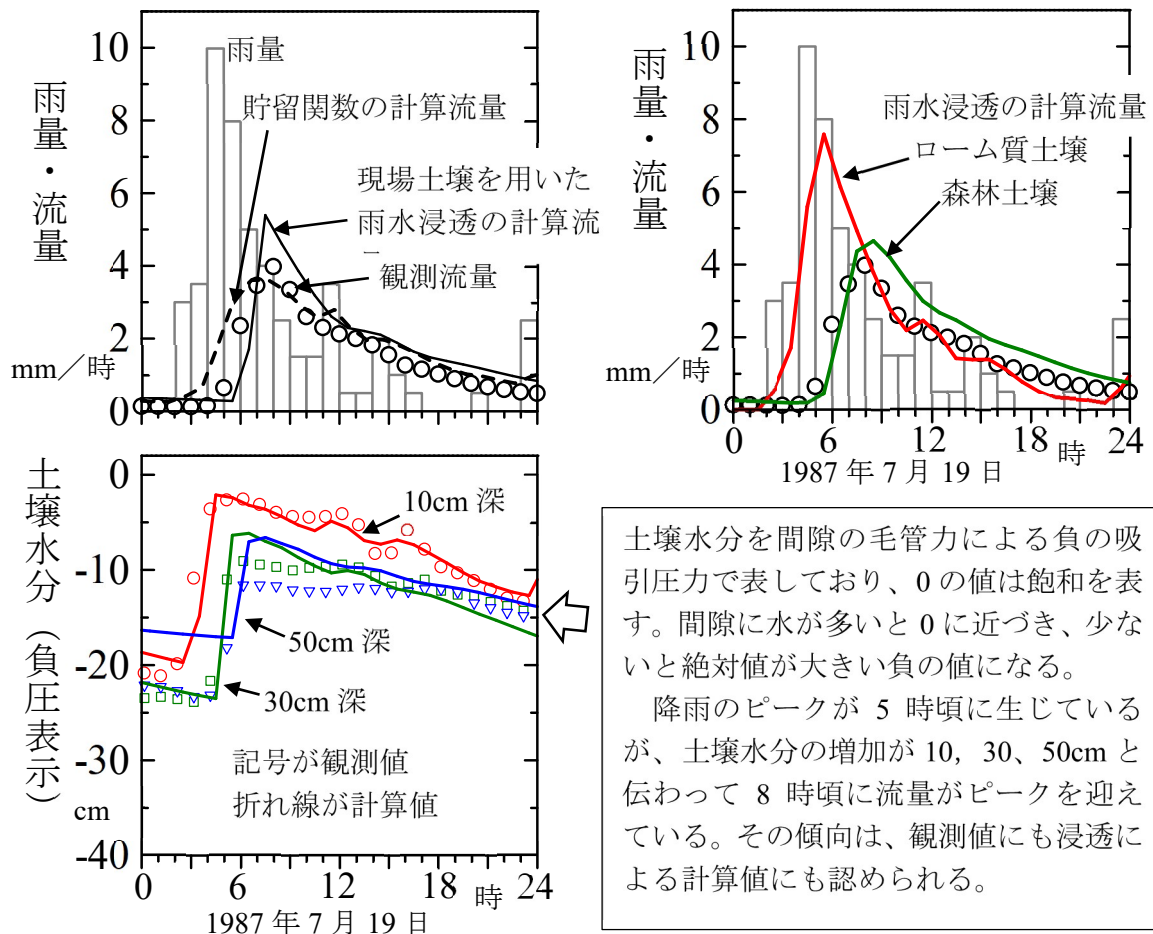 10
8
6
4
2
0
雨量・流量
mm／時
雨量
貯留関数の計算流量
現場土壌を用いた
雨水浸透の計算流
観測流量
10
8
6
4
2
0
雨量・流量
mm／時
雨水浸透の計算流量
ローム質土壌
森林土壌
0
6
12
18
24
時
1987 年 7 月 19 日
0
-10
-20
-30
-40
土壌水分（負圧表示）
cm
10cm 深
50cm 深
30cm 深
記号が観測値
折れ線が計算値
0
6
12
18
24
時
1987 年 7 月 19 日
土壌水分を間隙の毛管力による負の吸
引圧力で表しており、0 の値は飽和を表
す。間隙に水が多いと 0 に近づき、少な
いと絶対値が大きい負の値になる。
降雨のピークが 5 時頃に生じている
が、土壌水分の増加が 10, 30、50cm と
伝わって 8 時頃に流量がピークを迎え
ている。その傾向は、観測値にも浸透に
よる計算値にも認められる。